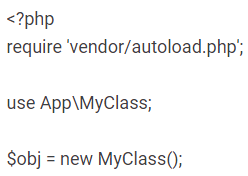 <?php
require 'vendor/autoload.php';
use App\MyClass;
$obj = new MyClass();